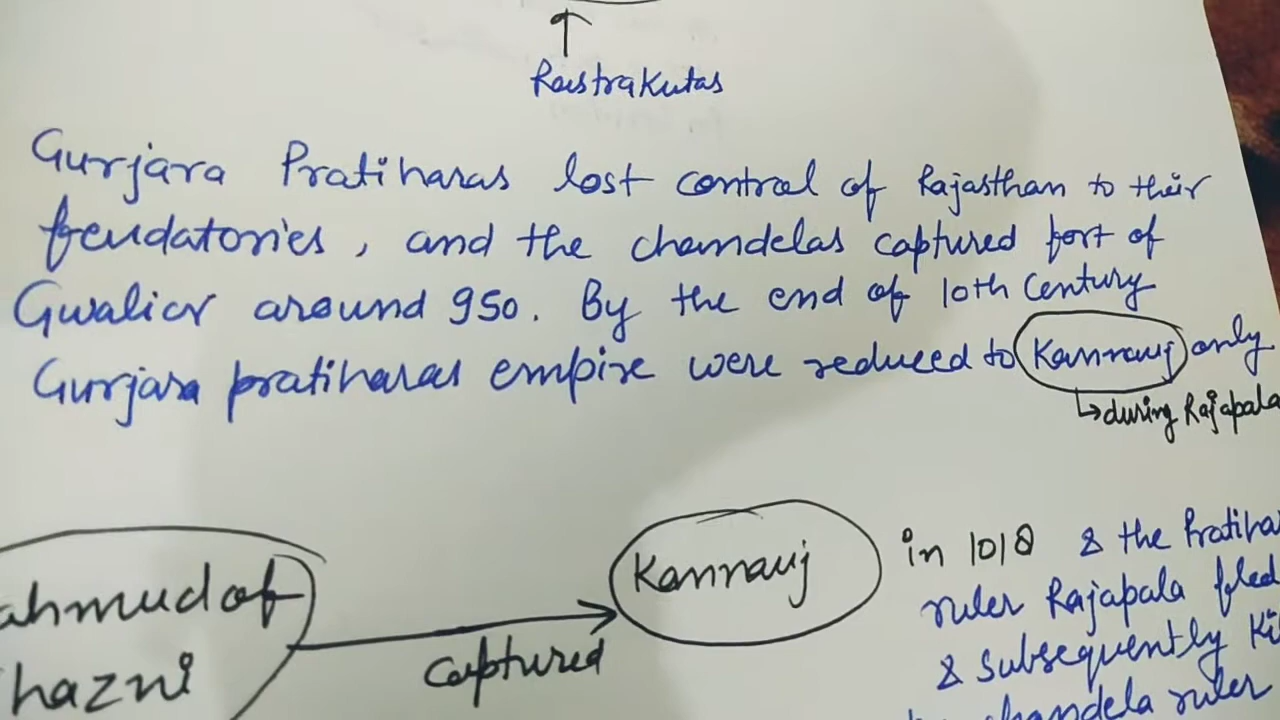 Rastrakutas
Gurjara Pratiharas lost control of Rajasthan to their
feudatories, and the chandelas captured fort of
Gwalior around 950. By the end of 10th Century
Gurjara pratiharas empire were reduced to Kannauj only
↳during Rajapala
ahmud of
hazni
captured
Kannauj
in 1018 & the Pratiha
ruler Rajapala fled
& subsequently Ki
chandela ruler